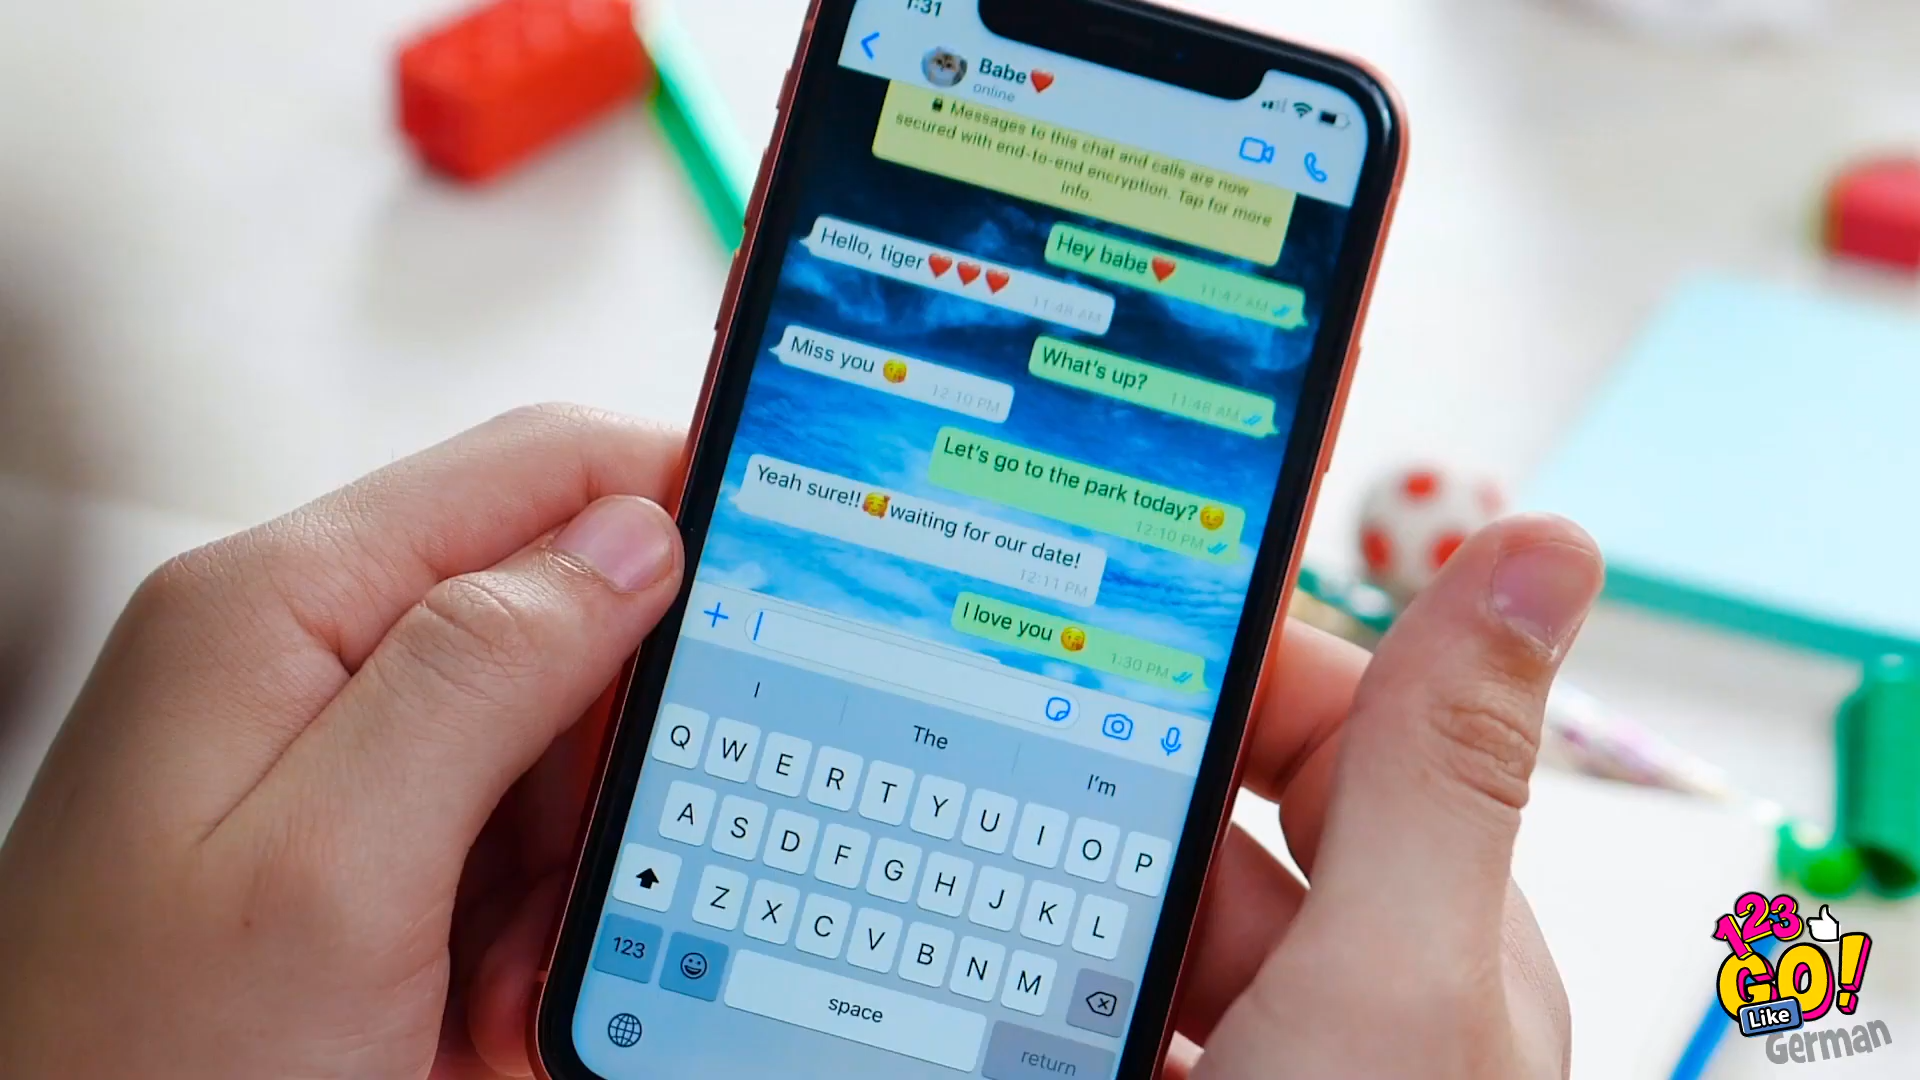 1:31
Babe❤️
online
🔒 Messages to this chat and calls are now
secured with end-to-end encryption. Tap for more
info.
Hey babe❤️
11:47 AM
Hello, tiger❤️❤️❤️
11:48 AM
What's up?
11:48 AM
Miss you 😘
12:10 PM
Let's go to the park today?😉
12:10 PM
Yeah sure!!🥰waiting for our date!
12:11 PM
I love you 😘
1:30 PM
I The I'm
Q W E R T Y U I O P
A S D F G H J K L
Z X C V B N M
123 space return
123
GO!
Like
German